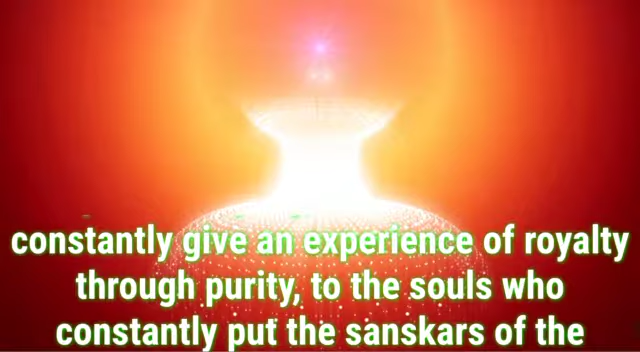 constantly give an experience of royalty
through purity, to the souls who
constantly put the sanskars of the